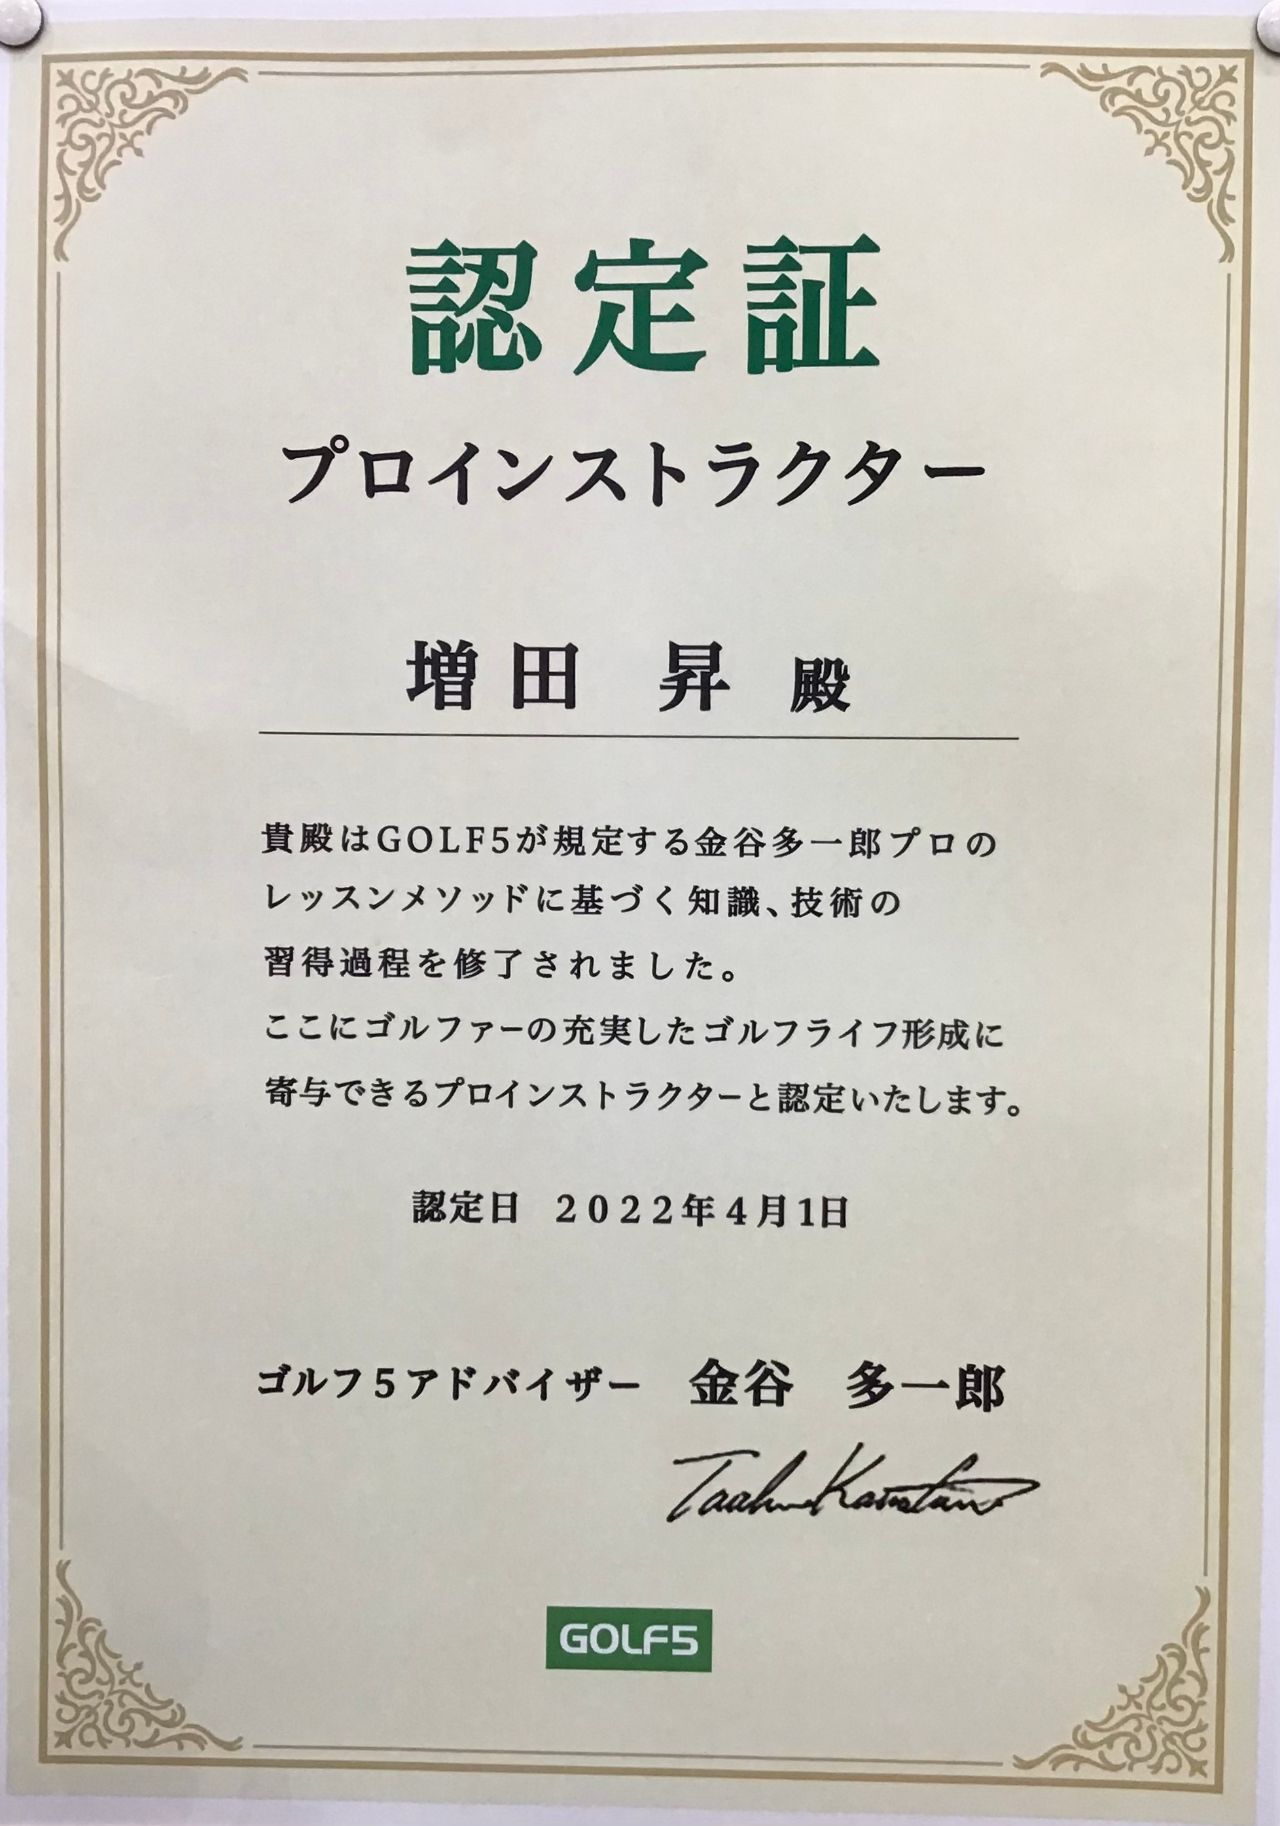 認定証
プロインストラクター
増田 昇 殿
貴殿はGOLF5が規定する金谷多一郎プロの
レッスンメソッドに基づく知識、技術の
習得過程を修了されました。
ここにゴルファーの充実したゴルフライフ形成に
寄与できるプロインストラクターと認定いたします。
認定日 2022年4月1日
ゴルフ5アドバイザー 金谷 多一郎
GOLF5